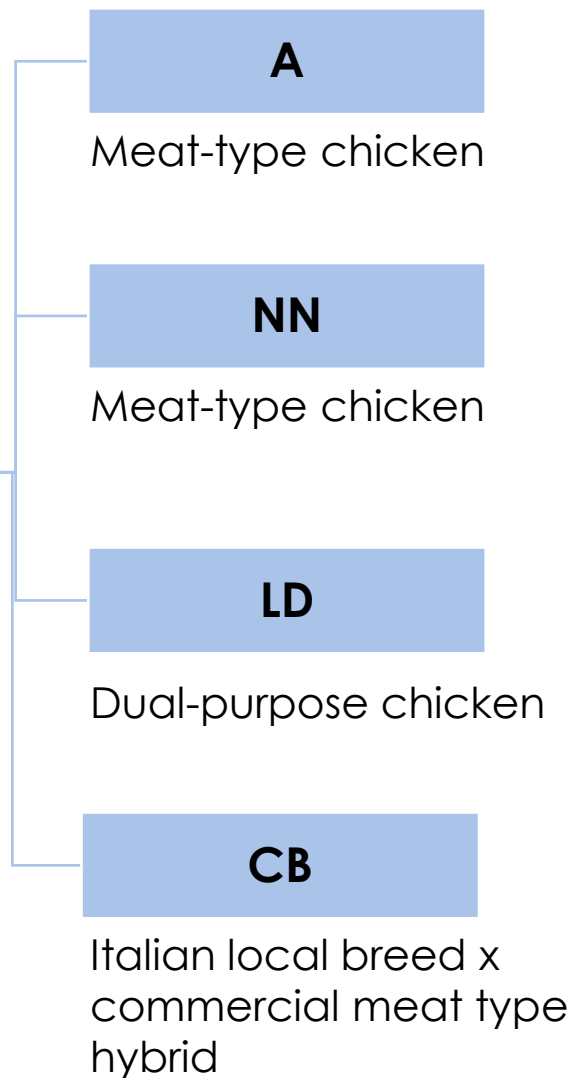 A
Meat-type chicken
NN
Meat-type chicken
LD
Dual-purpose chicken
CB
Italian local breed x
commercial meat type
hybrid